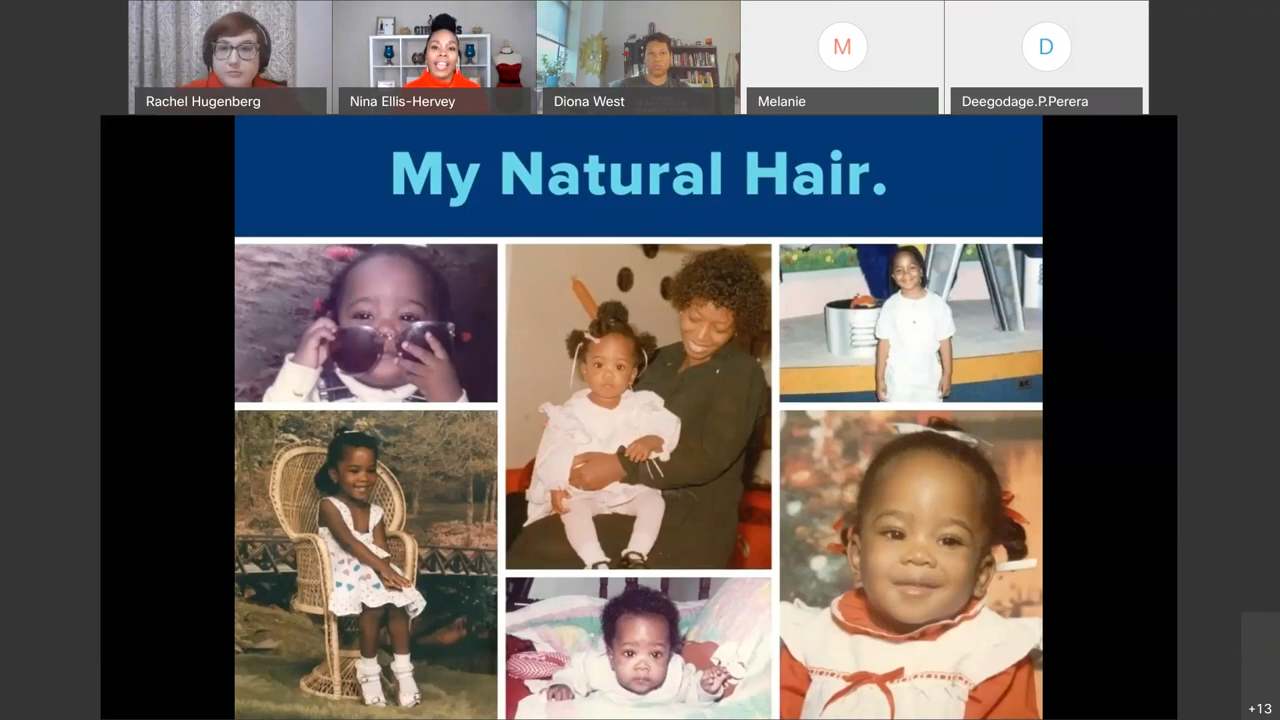 Rachel Hugenberg
Nina Ellis-Hervey
Diona West
M
Melanie
D
Deegodage.P.Perera
My Natural Hair.
+13